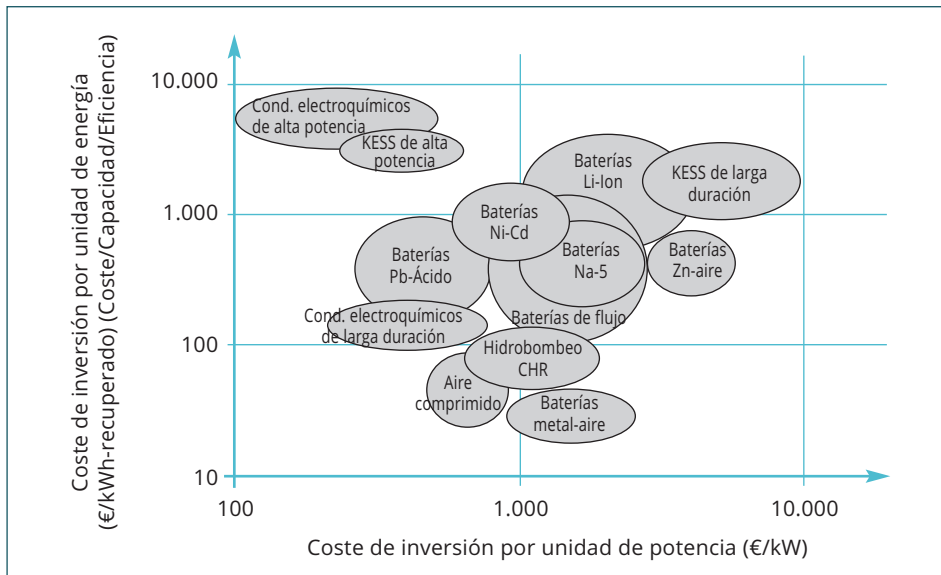 Coste de inversión por unidad de energía
(€/kWh-recuperado) (Coste/Capacidad/Eficiencia)
10.000
1.000
100
10
Cond. electroquímicos
de alta potencia
KESS de alta
potencia
Baterías
Li-Ion
KESS de larga
duración
Baterías
Ni-Cd
Baterías
Pb-Ácido
Baterías
Na-5
Baterías
Zn-aire
Cond. electroquímicos
de larga duración
Baterías de flujo
Hidrobombeo
CHR
Aire
comprimido
Baterías
metal-aire
100
1.000
10.000
Coste de inversión por unidad de potencia (€/kW)